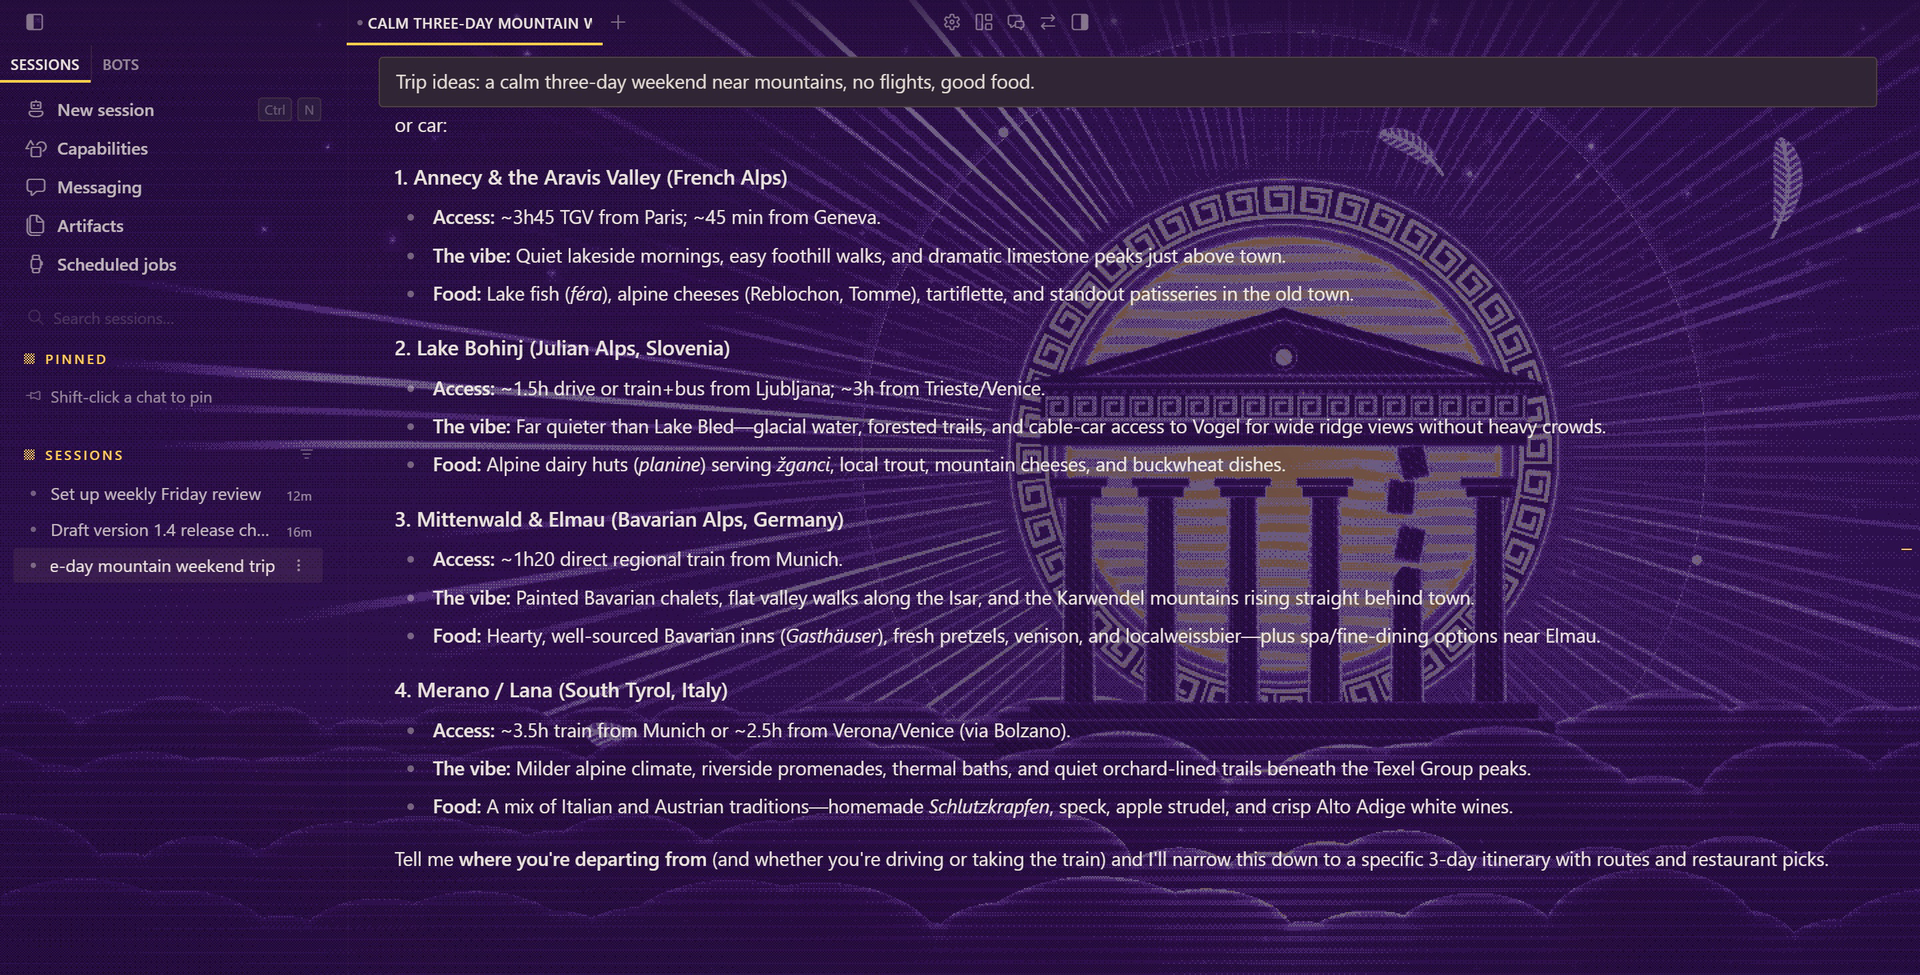 CALM THREE-DAY MOUNTAIN W
SESSIONS
BOTS
New session
Ctrl
N
Capabilities
Messaging
Artifacts
Scheduled jobs
Search sessions...
PINNED
Shift-click a chat to pin
SESSIONS
Set up weekly Friday review
12m
Draft version 1.4 release ch...
16m
e-day mountain weekend trip
Trip ideas: a calm three-day weekend near mountains, no flights, good food.
or car:
1. Annecy & the Aravis Valley (French Alps)
Access: ~3h45 TGV from Paris; ~45 min from Geneva.
The vibe: Quiet lakeside mornings, easy foothill walks, and dramatic limestone peaks just above town.
Food: Lake fish (féra), alpine cheeses (Reblochon, Tomme), tartiflette, and standout patisseries in the old town.
2. Lake Bohinj (Julian Alps, Slovenia)
Access: ~1.5h drive or train+bus from Ljubljana; ~3h from Trieste/Venice.
The vibe: Far quieter than Lake Bled—glacial water, forested trails, and cable-car access to Vogel for wide ridge views without heavy crowds.
Food: Alpine dairy huts (planine) serving žganci, local trout, mountain cheeses, and buckwheat dishes.
3. Mittenwald & Elmau (Bavarian Alps, Germany)
Access: ~1h20 direct regional train from Munich.
The vibe: Painted Bavarian chalets, flat valley walks along the Isar, and the Karwendel mountains rising straight behind town.
Food: Hearty, well-sourced Bavarian inns (Gasthäuser), fresh pretzels, venison, and localweissbier—plus spa/fine-dining options near Elmau.
4. Merano / Lana (South Tyrol, Italy)
Access: ~3.5h train from Munich or ~2.5h from Verona/Venice (via Bolzano).
The vibe: Milder alpine climate, riverside promenades, thermal baths, and quiet orchard-lined trails beneath the Texel Group peaks.
Food: A mix of Italian and Austrian traditions—homemade Schlutzkrapfen, speck, apple strudel, and crisp Alto Adige white wines.
Tell me where you're departing from (and whether you're driving or taking the train) and I'll narrow this down to a specific 3-day itinerary with routes and restaurant picks.